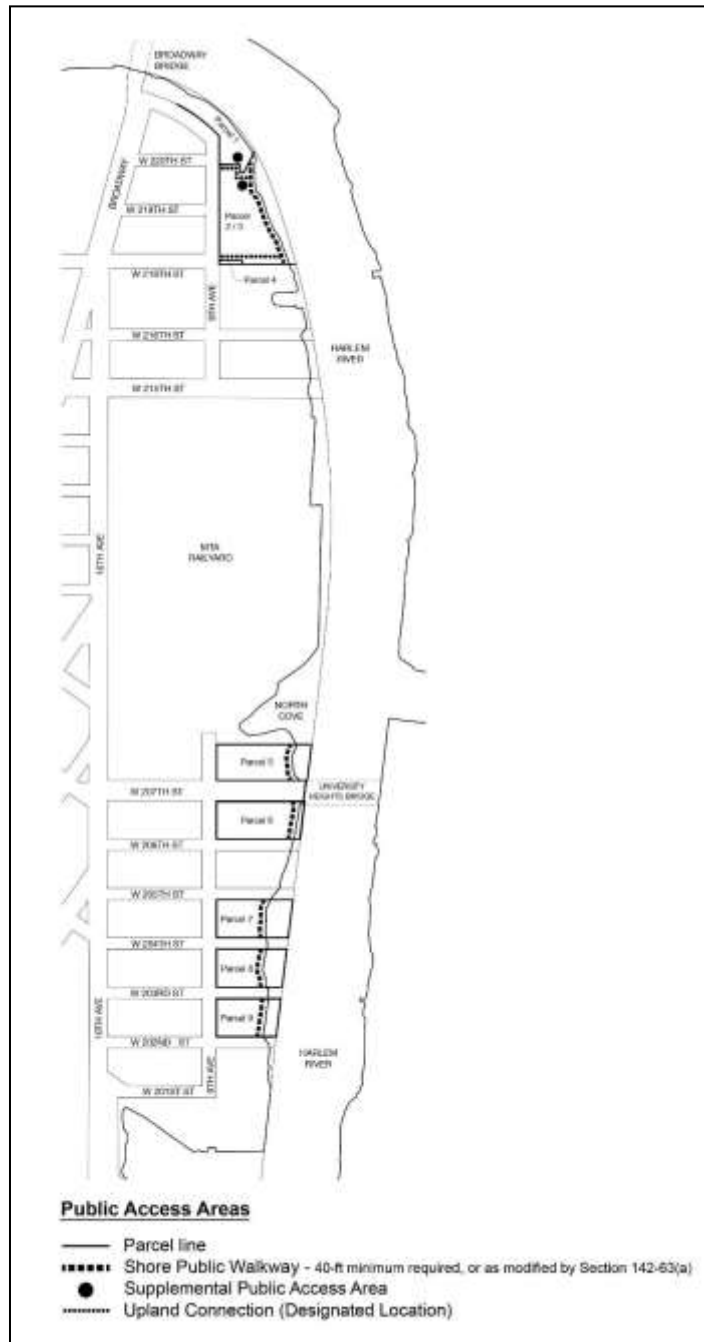 BROADWAY
BRIDGE
Parcel 1
W 220TH ST
BROADWAY
W 219TH ST
Parcel
2 / 3
W 218TH ST
Parcel 4
9TH AVE
W 216TH ST
HARLEM
RIVER
W 215TH ST
10TH AVE
MTA
RAILYARD
NORTH
COVE
Parcel 5
W 207TH ST
UNIVERSITY
HEIGHTS BRIDGE
Parcel 6
W 206TH ST
W 205TH ST
Parcel 7
W 204TH ST
Parcel 8
W 203RD ST
10TH AVE
Parcel 9
W 202ND ST
HARLEM
RIVER
9TH AVE
W 201ST ST
Public Access Areas
Parcel line
Shore Public Walkway - 40-ft minimum required, or as modified by Section 142-63(a)
Supplemental Public Access Area
Upland Connection (Designated Location)